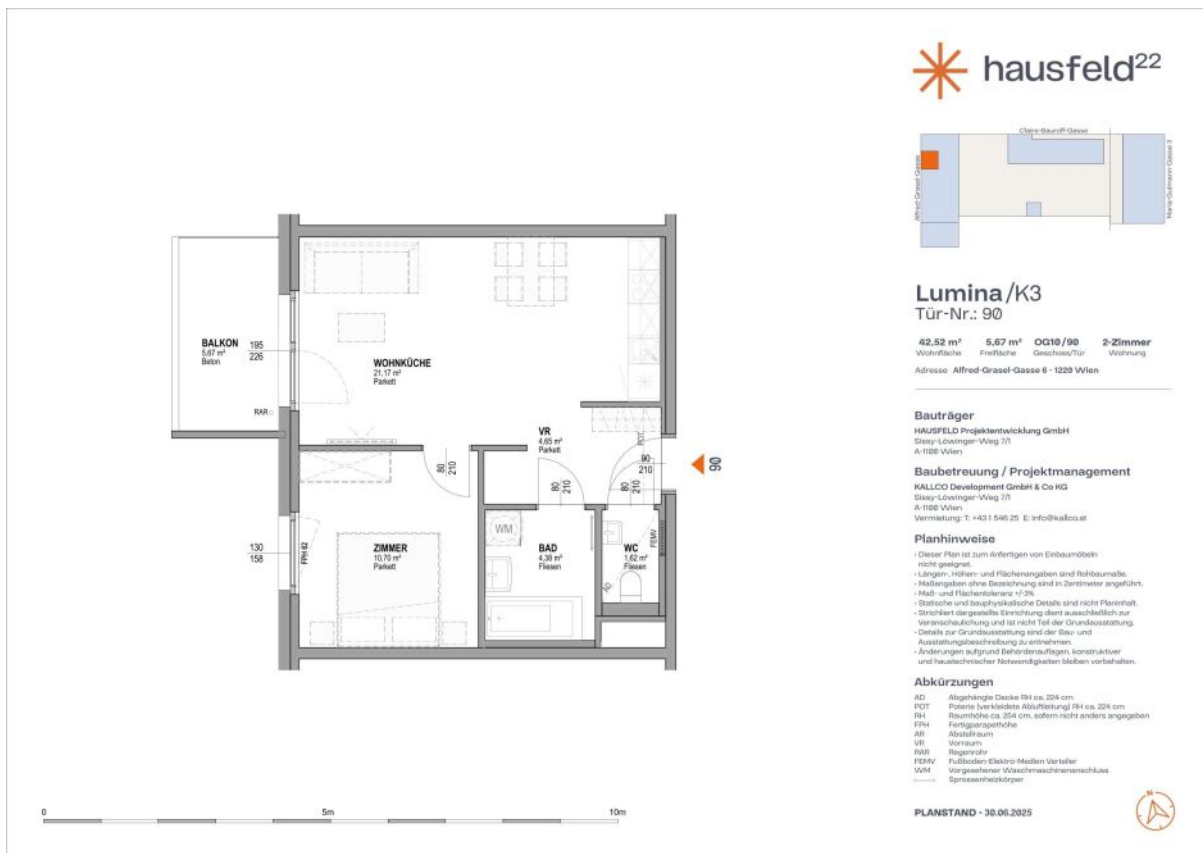 hausfeld²²
Claire-Bauroff-Gasse
Alfred-Grasel-Gasse
Maria-Gutmann-Gasse 3
Lumina/K3
Tür-Nr.: 90
42,52 m² 5,67 m² OG10/90 2-Zimmer
Wohnfläche Freifläche Geschoss/Tür Wohnung
Adresse Alfred-Grasel-Gasse 6 - 1220 Wien
Bauträger
HAUSFELD Projektentwicklung GmbH
Sissy-Löwinger-Weg 7/1
A-1100 Wien
Baubetreuung / Projektmanagement
KALLCO Development GmbH & Co KG
Sissy-Löwinger-Weg 7/1
A-1100 Wien
Vermietung: T: +43 1 546 25 E: info@kallco.at
Planhinweise
• Dieser Plan ist zum Anfertigen von Einbaumöbeln
nicht geeignet.
• Längen-, Höhen- und Flächenangaben sind Rohbaumaße.
• Maßangaben ohne Bezeichnung sind in Zentimeter angeführt.
• Maß- und Flächentoleranz +/-3%
• Statische und bauphysikalische Details sind nicht Planinhalt.
• Strichliert dargestellte Einrichtung dient ausschließlich zur
Veranschaulichung und ist nicht Teil der Grundausstattung.
• Details zur Grundausstattung sind der Bau- und
Ausstattungsbeschreibung zu entnehmen.
• Änderungen aufgrund Behördenauflagen, konstruktiver
und haustechnischer Notwendigkeiten bleiben vorbehalten.
Abkürzungen
AD Abgehängte Decke RH ca. 224 cm
POT Poterie (verkleidete Abluftleitung) RH ca. 224 cm
RH Raumhöhe ca. 254 cm, sofern nicht anders angegeben
FPH Fertigparapethöhe
AR Abstellraum
VR Vorraum
RAR Regenrohr
FEMV Fußboden-Elektro-Medien Verteiler
WM Vorgesehener Waschmaschinenanschluss
Sprossenheizkörper
PLANSTAND - 30.06.2025
N
BALKON
5,67 m²
Beton
195
226
RAR
WOHNKÜCHE
21,17 m²
Parkett
VR
4,65 m²
Parkett
POT
90
210
90
80
210
80
210
80
210
130
158
FPH 82
ZIMMER
10,70 m²
Parkett
WM
BAD
4,38 m²
Fliesen
WC
1,62 m²
Fliesen
FEMV
AD
0 5m 10m